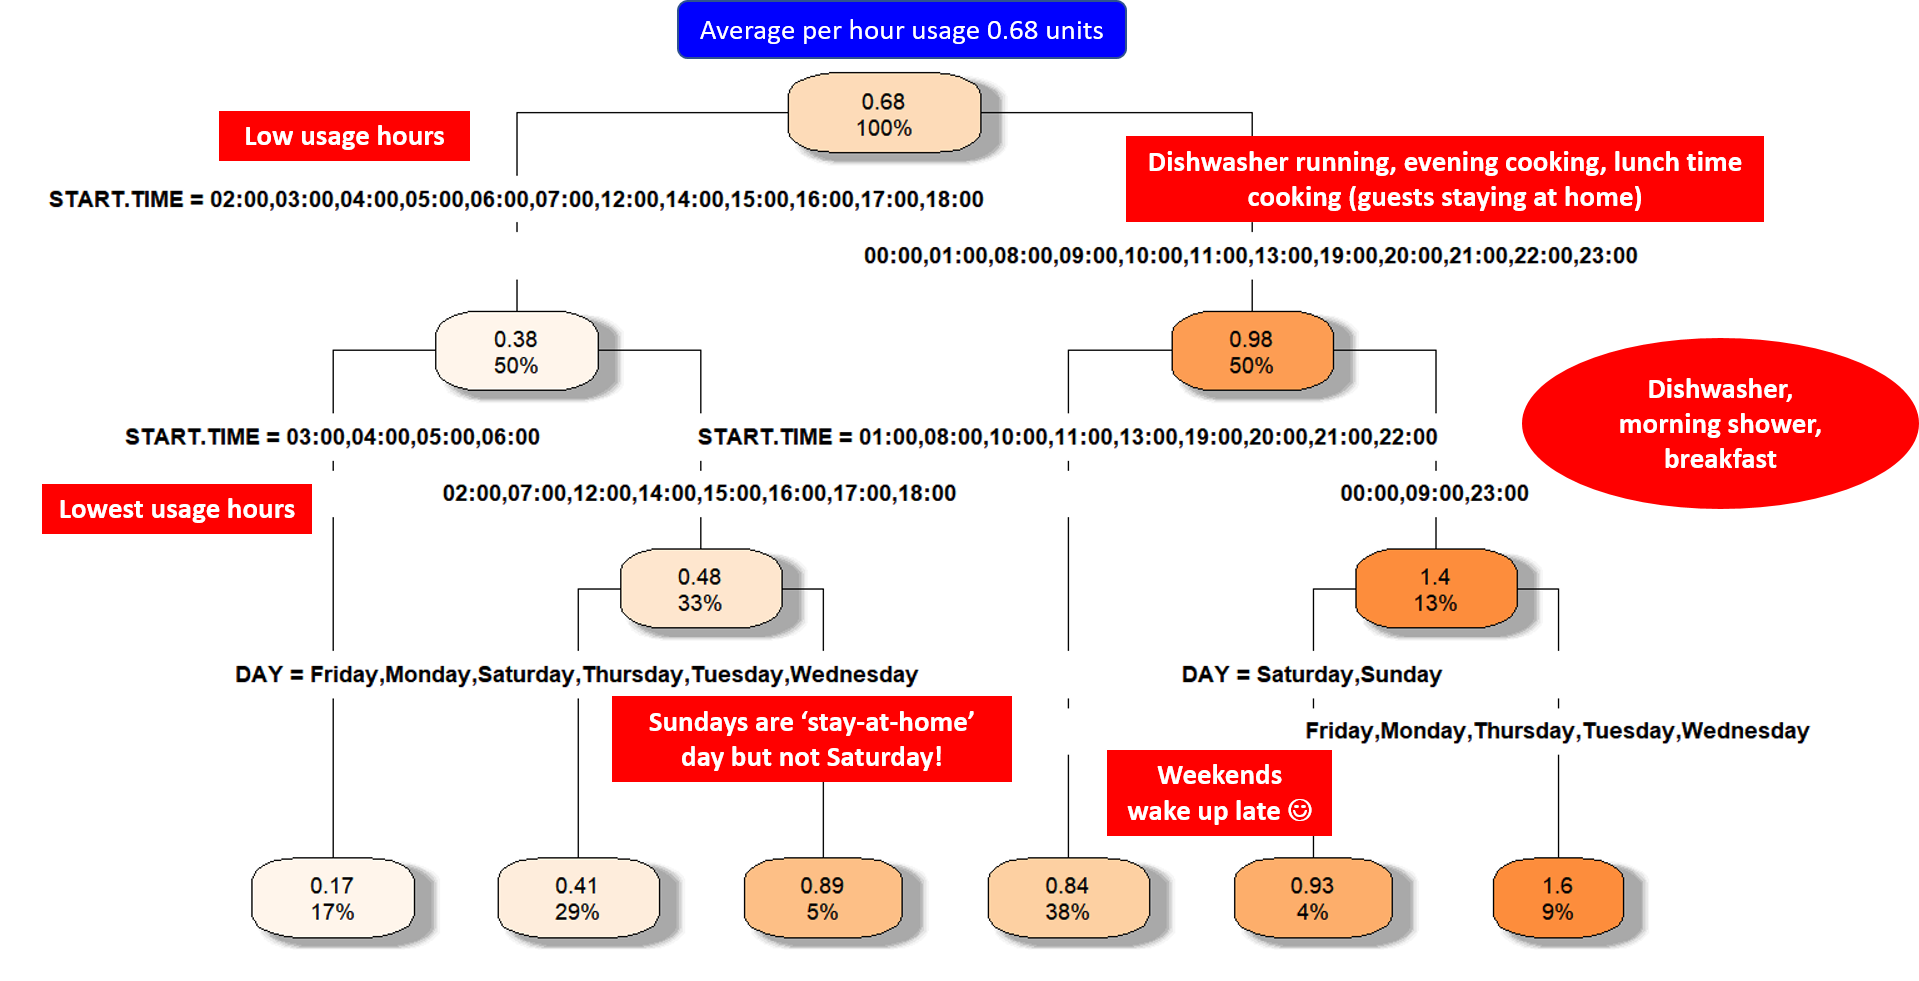 Average per hour usage 0.68 units
0.68
100%
Low usage hours
Dishwasher running, evening cooking, lunch time
cooking (guests staying at home)
START.TIME = 02:00,03:00,04:00,05:00,06:00,07:00,12:00,14:00,15:00,16:00,17:00,18:00
00:00,01:00,08:00,09:00,10:00,11:00,13:00,19:00,20:00,21:00,22:00,23:00
0.38
50%
0.98
50%
Dishwasher,
morning shower,
breakfast
START.TIME = 03:00,04:00,05:00,06:00
START.TIME = 01:00,08:00,10:00,11:00,13:00,19:00,20:00,21:00,22:00
02:00,07:00,12:00,14:00,15:00,16:00,17:00,18:00
00:00,09:00,23:00
Lowest usage hours
0.48
33%
1.4
13%
DAY = Friday,Monday,Saturday,Thursday,Tuesday,Wednesday
DAY = Saturday,Sunday
Sundays are ‘stay-at-home’
day but not Saturday!
Friday,Monday,Thursday,Tuesday,Wednesday
Weekends
wake up late 😊
0.17
17%
0.41
29%
0.89
5%
0.84
38%
0.93
4%
1.6
9%